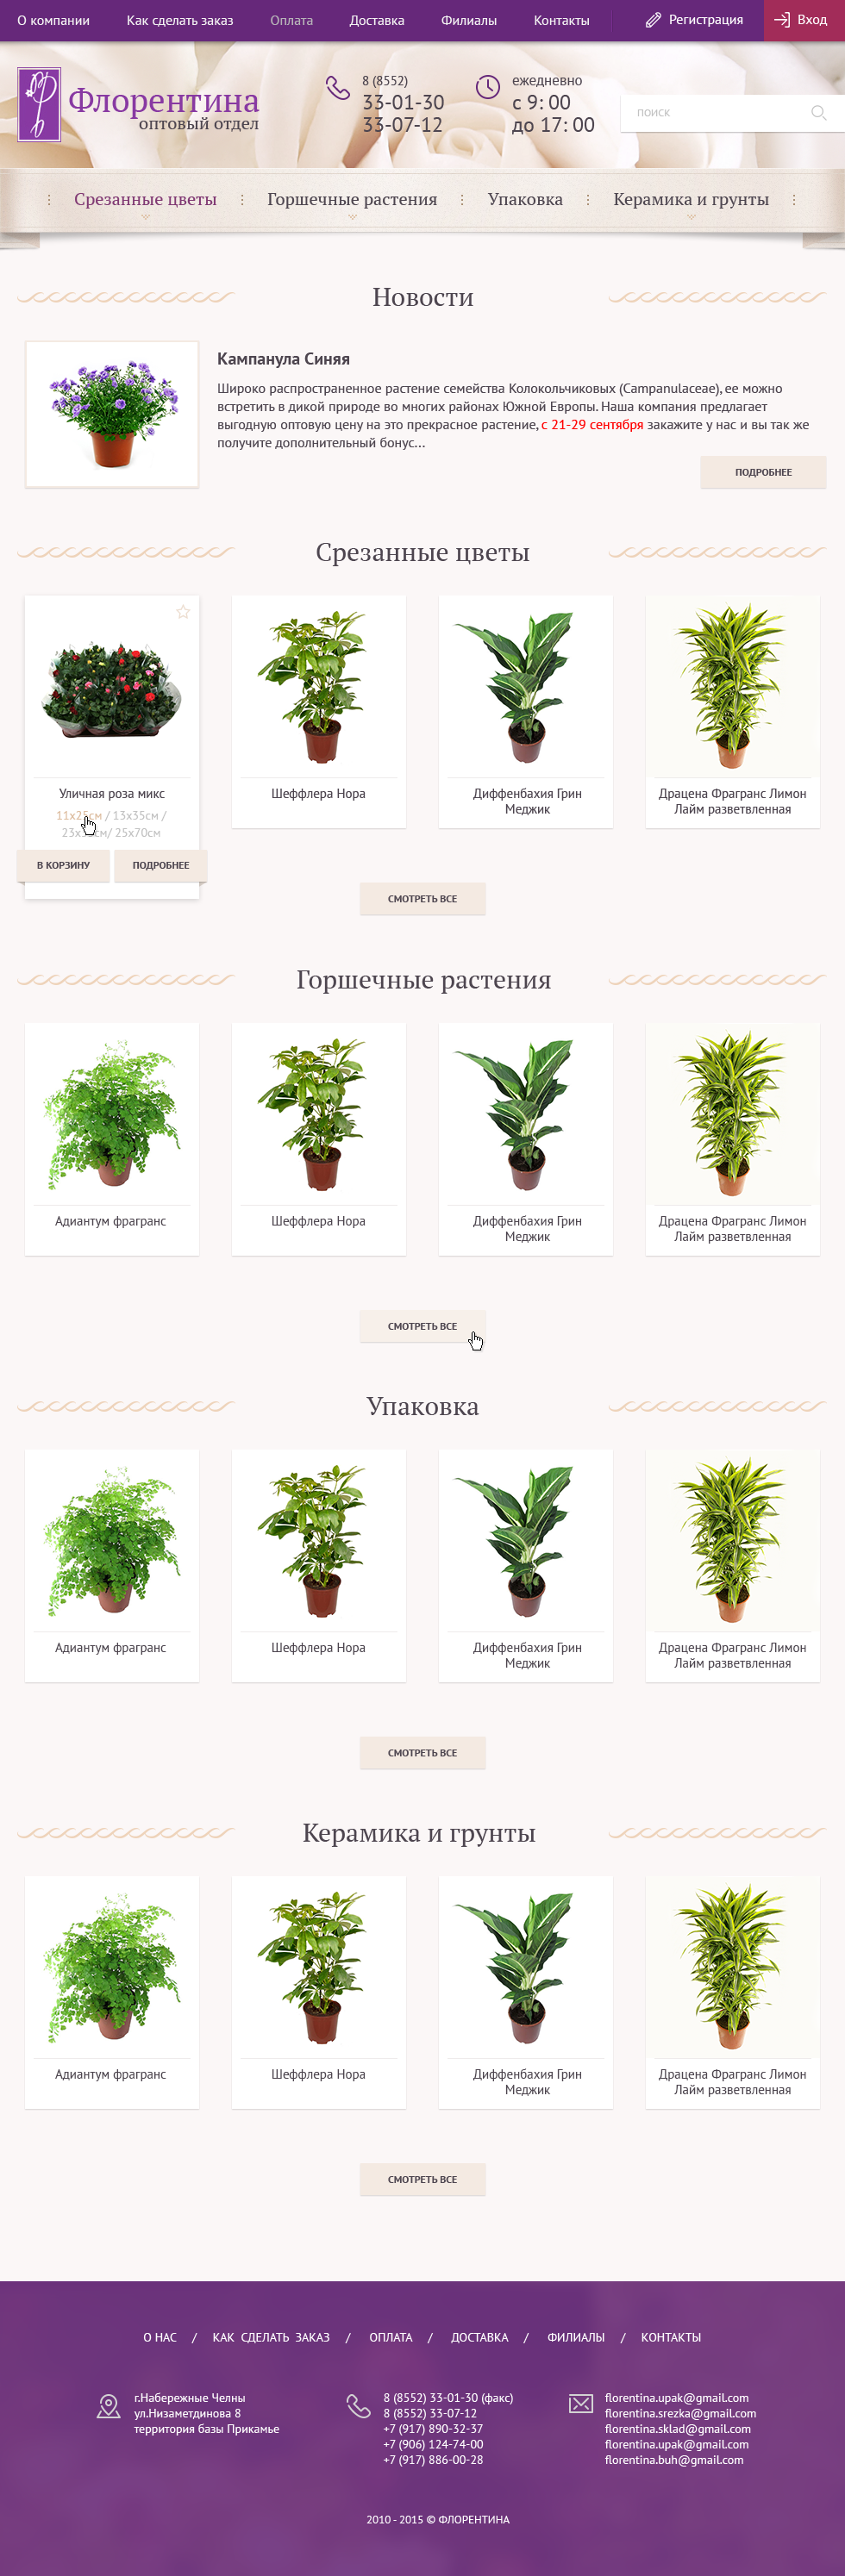 О компании Как сделать заказ Оплата Доставка Филиалы Контакты Регистрация Вход
Флорентина
оптовый отдел
8 (8552)
33-01-30
33-07-12
ежедневно
с 9: 00
до 17: 00
поиск
Срезанные цветы Горшечные растения Упаковка Керамика и грунты
Новости
Кампанула Синяя
Широко распространенное растение семейства Колокольчиковых (Campanulaceae), ее можно
встретить в дикой природе во многих районах Южной Европы. Наша компания предлагает
выгодную оптовую цену на это прекрасное растение, с 21-29 сентября закажите у нас и вы так же
получите дополнительный бонус...
ПОДРОБНЕЕ
Срезанные цветы
Уличная роза микс
11х25см / 13х35см /
/ 25х70см
В КОРЗИНУ ПОДРОБНЕЕ
Шеффлера Нора
Диффенбахия Грин
Меджик
Драцена Фрагранс Лимон
Лайм разветвленная
СМОТРЕТЬ ВСЕ
Горшечные растения
Адиантум фрагранс
Шеффлера Нора
Диффенбахия Грин
Меджик
Драцена Фрагранс Лимон
Лайм разветвленная
СМОТРЕТЬ ВСЕ
Упаковка
Адиантум фрагранс
Шеффлера Нора
Диффенбахия Грин
Меджик
Драцена Фрагранс Лимон
Лайм разветвленная
СМОТРЕТЬ ВСЕ
Керамика и грунты
Адиантум фрагранс
Шеффлера Нора
Диффенбахия Грин
Меджик
Драцена Фрагранс Лимон
Лайм разветвленная
СМОТРЕТЬ ВСЕ
О НАС / КАК СДЕЛАТЬ ЗАКАЗ / ОПЛАТА / ДОСТАВКА / ФИЛИАЛЫ / КОНТАКТЫ
г.Набережные Челны
ул.Низаметдинова 8
территория базы Прикамье
8 (8552) 33-01-30 (факс)
8 (8552) 33-07-12
+7 (917) 890-32-37
+7 (906) 124-74-00
+7 (917) 886-00-28
florentina.upak@gmail.com
florentina.srezka@gmail.com
florentina.sklad@gmail.com
florentina.upak@gmail.com
florentina.buh@gmail.com
2010 - 2015 © ФЛОРЕНТИНА